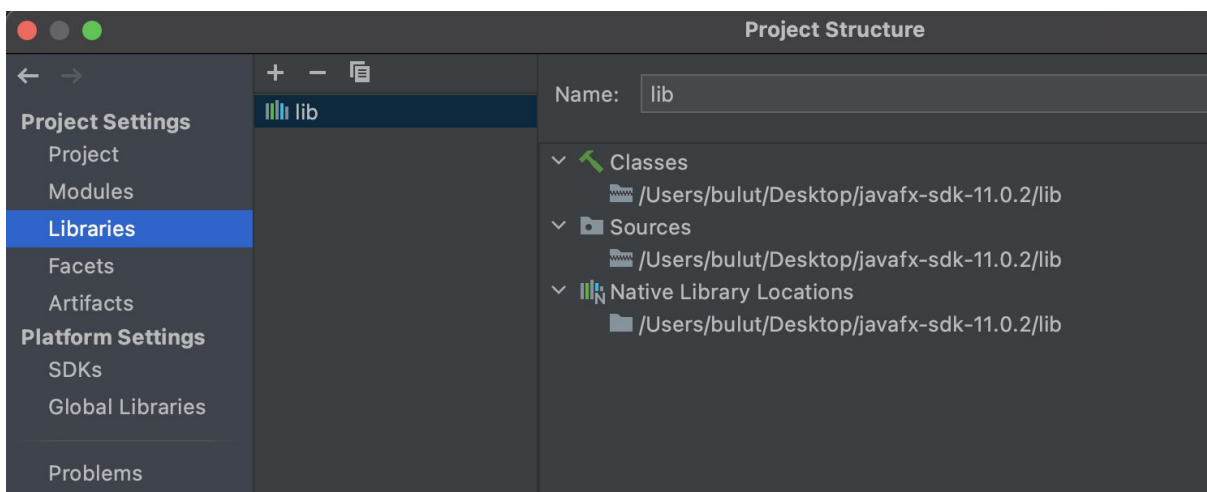 Project Structure
Project Settings
Project
Modules
Libraries
Facets
Artifacts
Platform Settings
SDKs
Global Libraries
Problems
lib
Name: lib
Classes
/Users/bulut/Desktop/javafx-sdk-11.0.2/lib
Sources
/Users/bulut/Desktop/javafx-sdk-11.0.2/lib
Native Library Locations
/Users/bulut/Desktop/javafx-sdk-11.0.2/lib